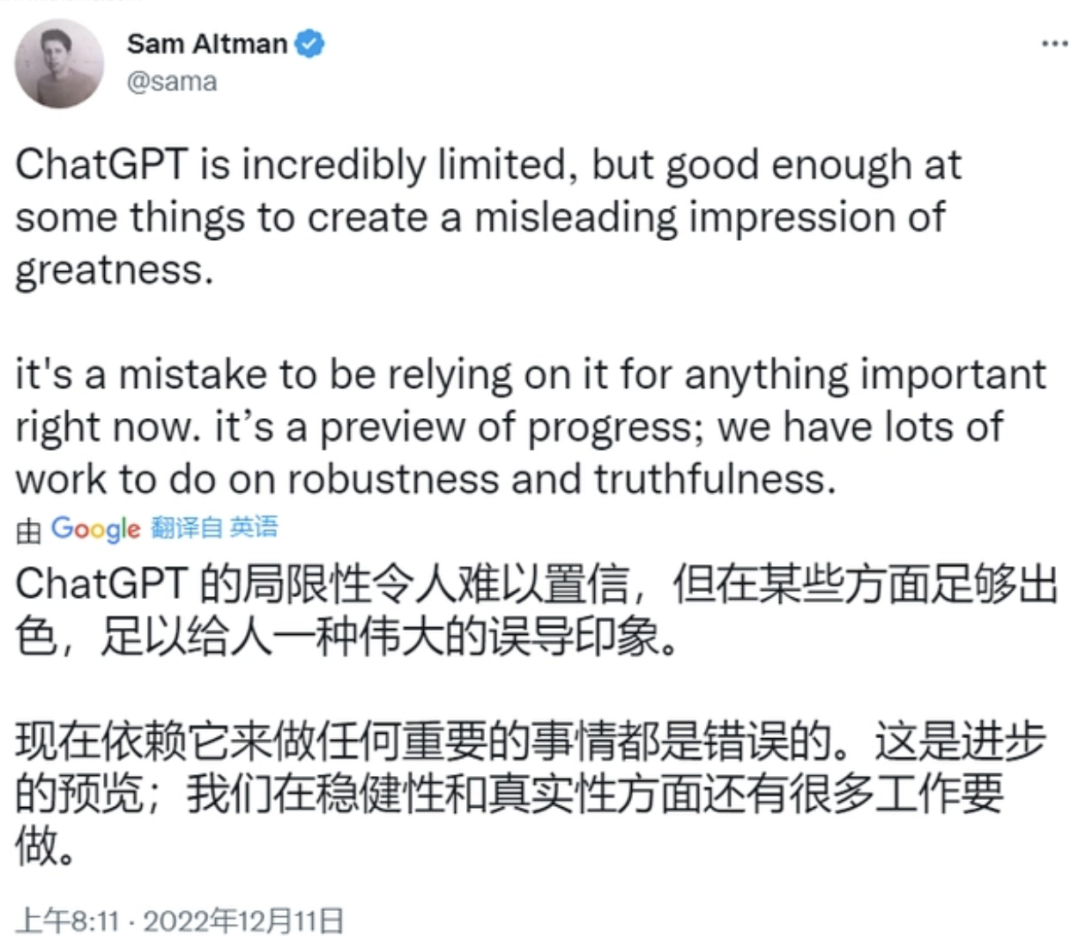 Sam Altman
@sama
ChatGPT is incredibly limited, but good enough at
some things to create a misleading impression of
greatness.
it's a mistake to be relying on it for anything important
right now. it’s a preview of progress; we have lots of
work to do on robustness and truthfulness.
由 Google 翻译自 英语
ChatGPT 的局限性令人难以置信，但在某些方面足够出
色，足以给人一种伟大的误导印象。
现在依赖它来做任何重要的事情都是错误的。这是进步
的预览；我们在稳健性和真实性方面还有很多工作要
做。
上午8:11 · 2022年12月11日